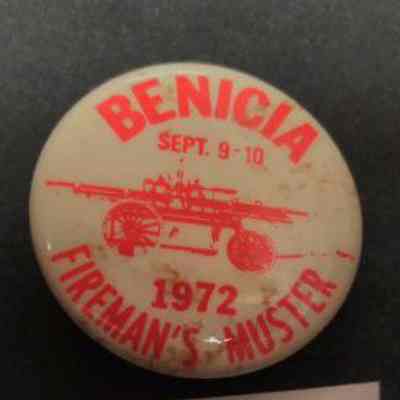 BENICIA
SEPT. 9-10
1972
FIREMAN'S MUSTER